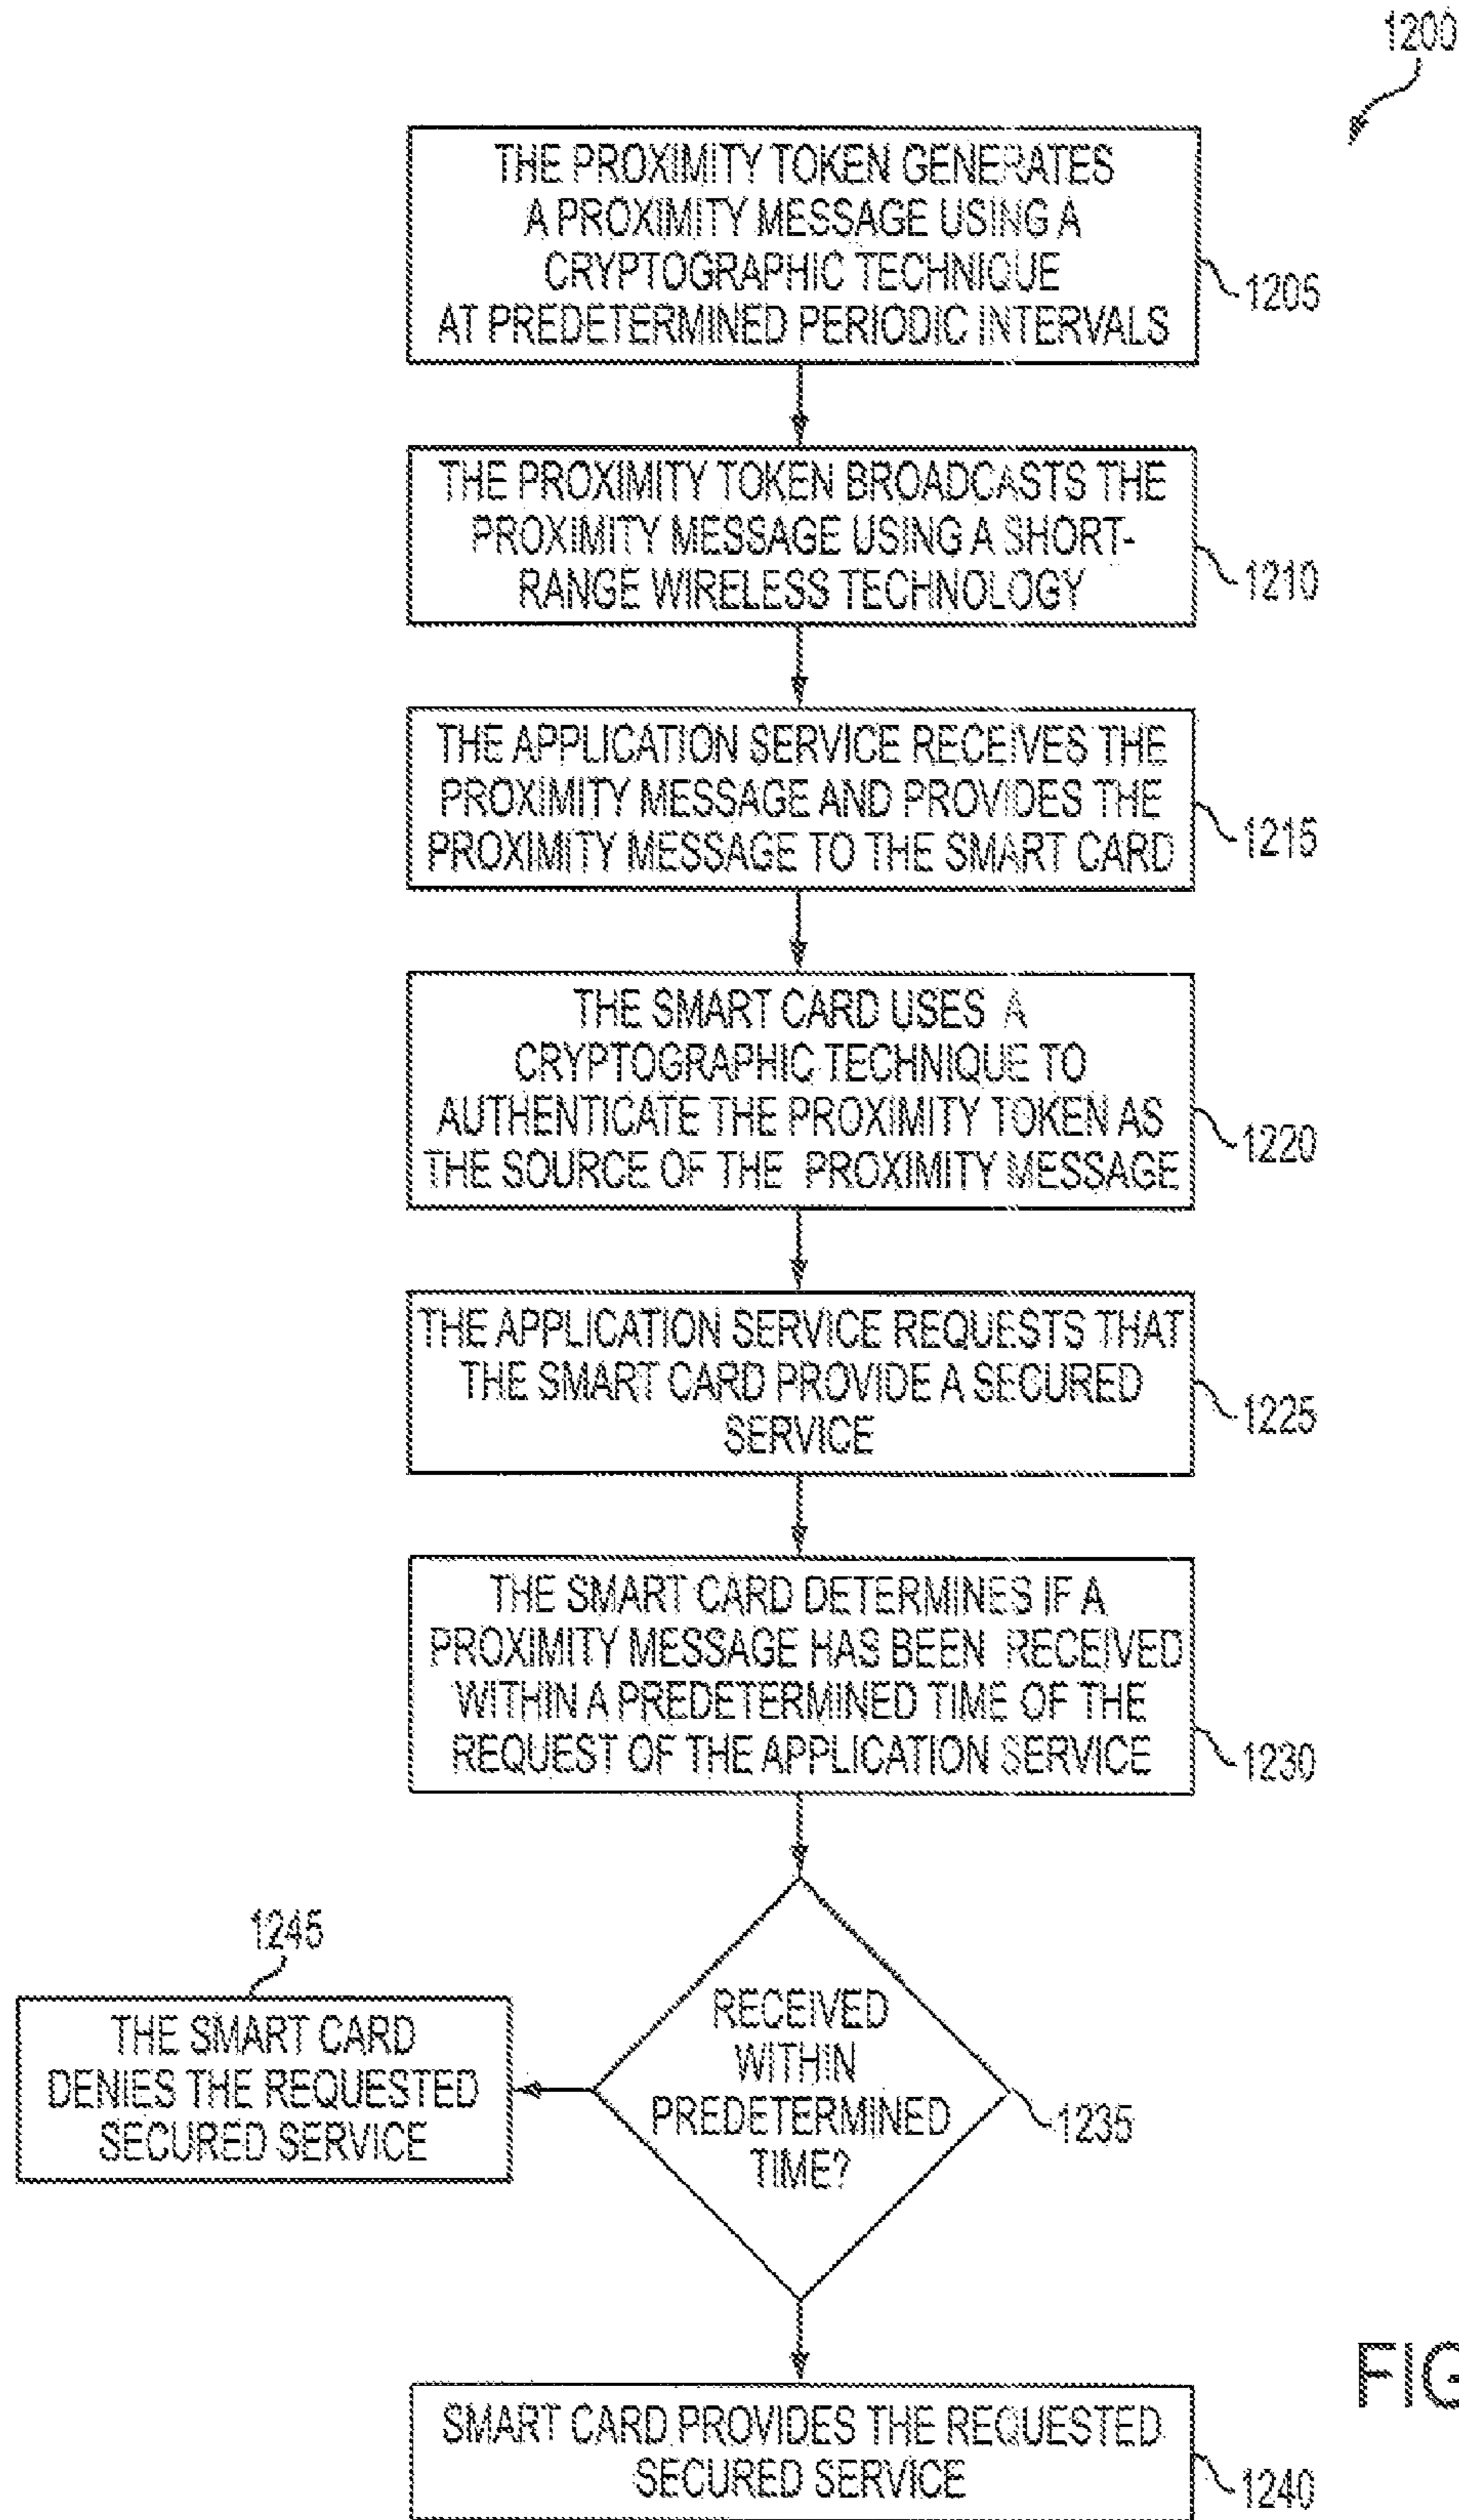 1200
THE PROXIMITY TOKEN GENERATES
A PROXIMITY MESSAGE USING A
CRYPTOGRAPHIC TECHNIQUE
AT PREDETERMINED PERIODIC INTERVALS
1205
THE PROXIMITY TOKEN BROADCASTS THE
PROXIMITY MESSAGE USING A SHORT-
RANGE WIRELESS TECHNOLOGY
1210
THE APPLICATION SERVICE RECEIVES THE
PROXIMITY MESSAGE AND PROVIDES THE
PROXIMITY MESSAGE TO THE SMART CARD
1215
THE SMART CARD USES A
CRYPTOGRAPHIC TECHNIQUE TO
AUTHENTICATE THE PROXIMITY TOKEN AS
THE SOURCE OF THE PROXIMITY MESSAGE
1220
THE APPLICATION SERVICE REQUESTS THAT
THE SMART CARD PROVIDE A SECURED
SERVICE
1225
THE SMART CARD DETERMINES IF A
PROXIMITY MESSAGE HAS BEEN RECEIVED
WITHIN A PREDETERMINED TIME OF THE
REQUEST OF THE APPLICATION SERVICE
1230
1245
THE SMART CARD
DENIES THE REQUESTED
SECURED SERVICE
RECEIVED
WITHIN
PREDETERMINED
TIME?
1235
SMART CARD PROVIDES THE REQUESTED
SECURED SERVICE
1240
FIG